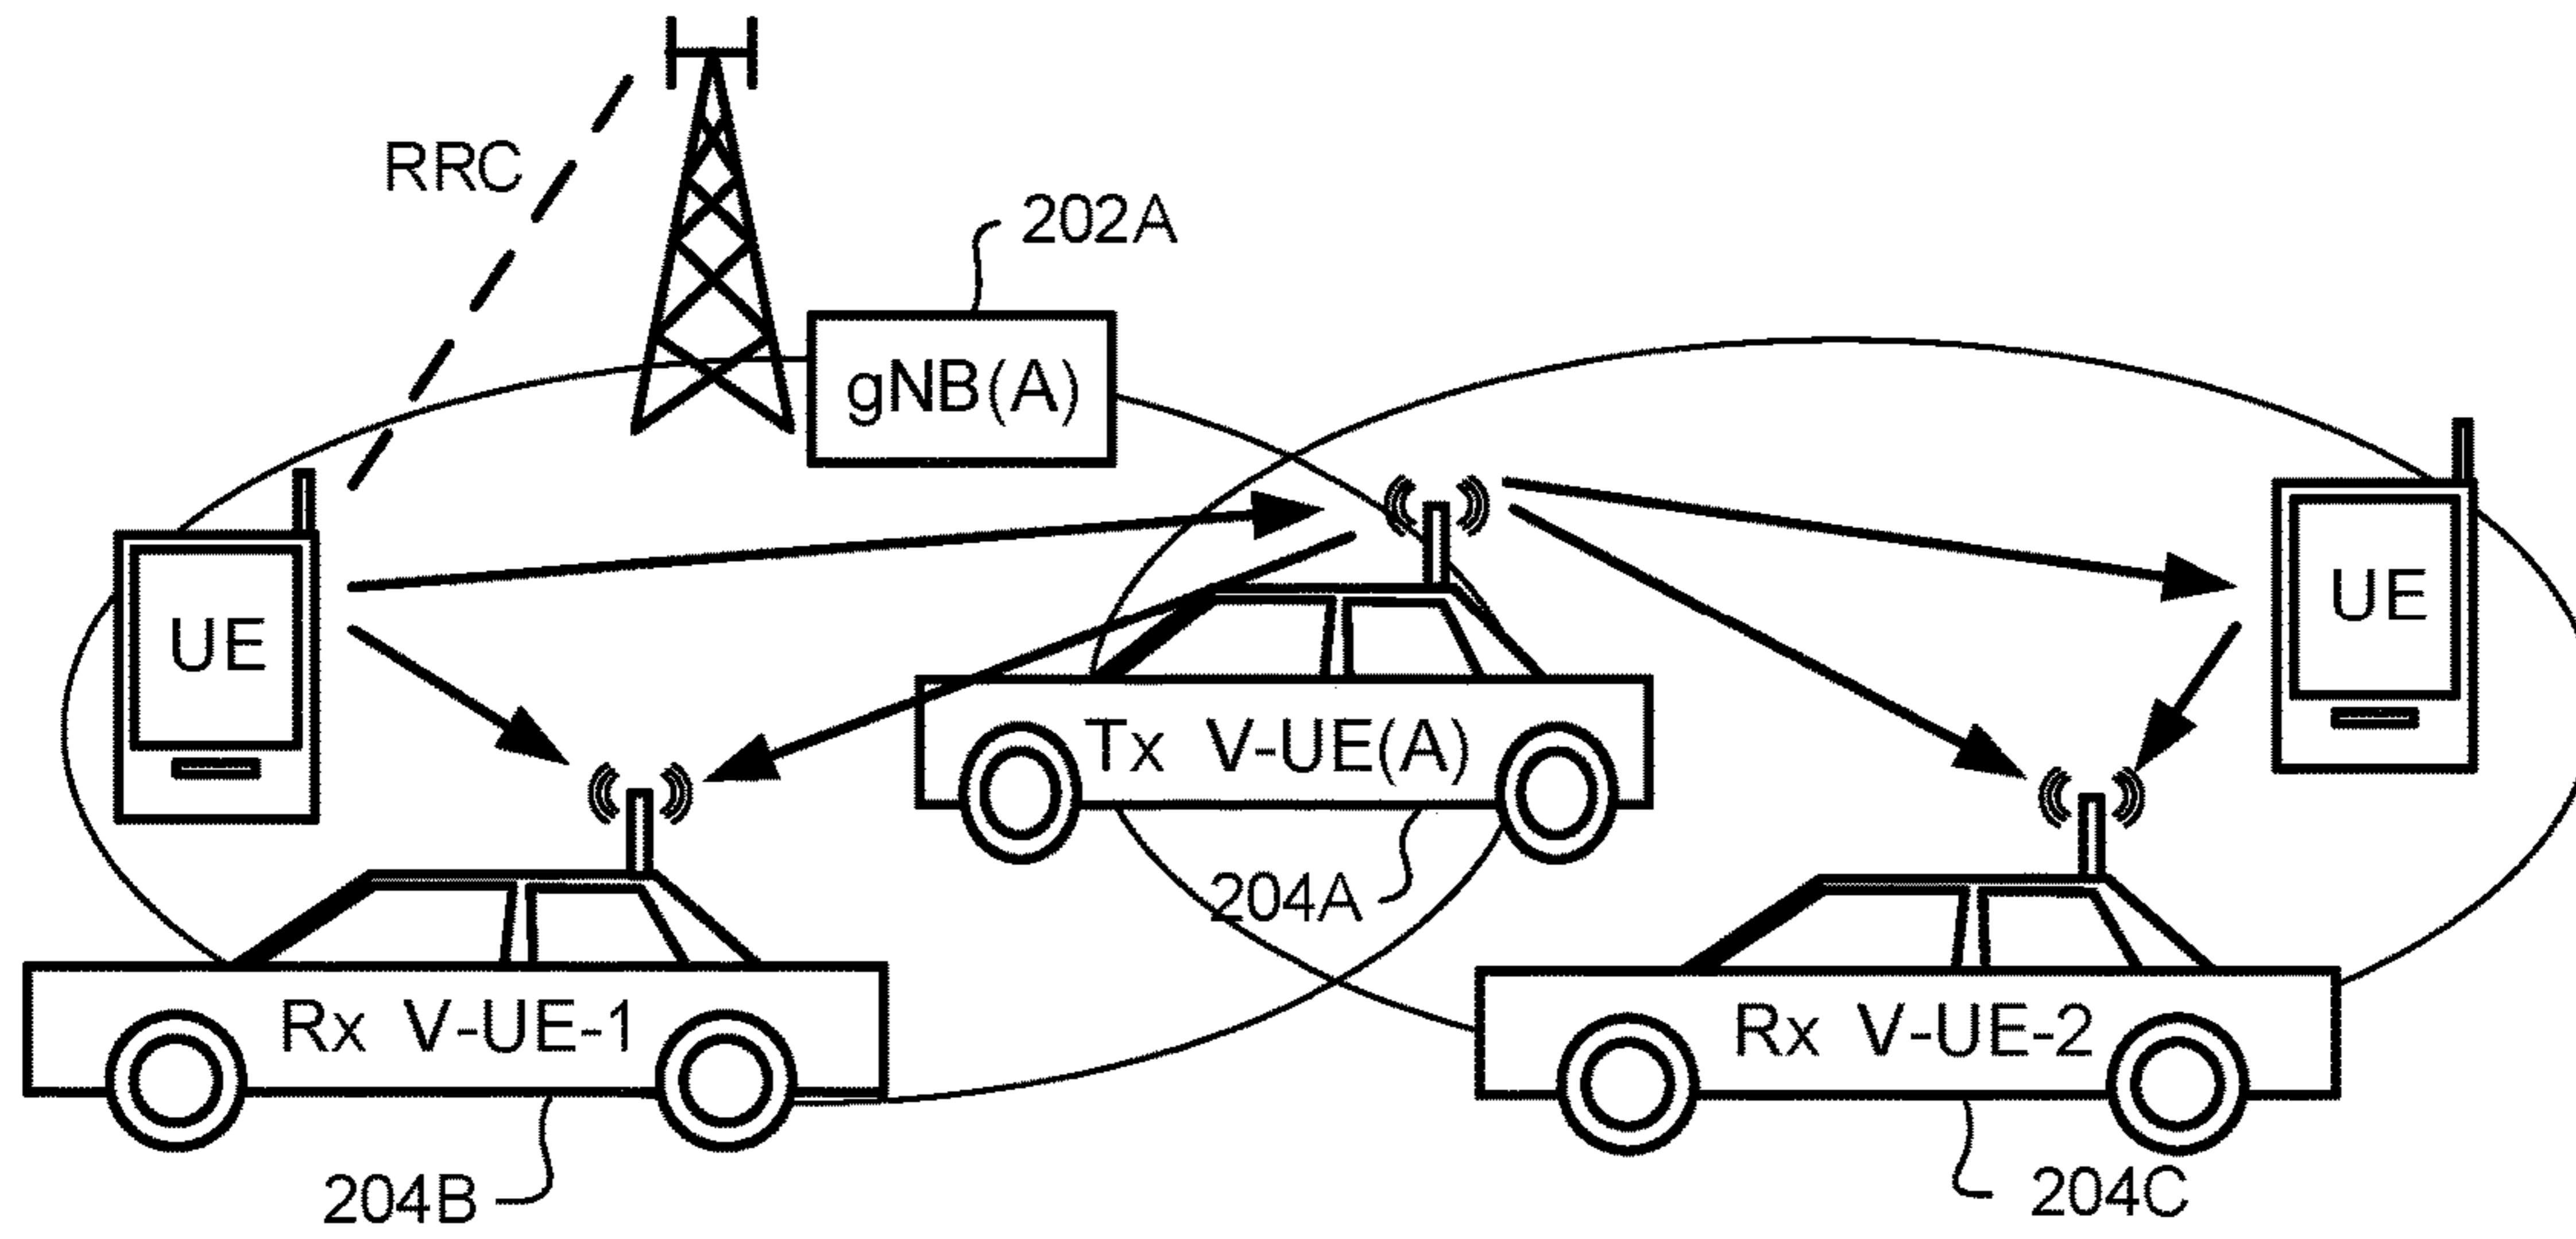 RRC
202A
gNB(A)
UE
UE
Tx V-UE(A)
204A
Rx V-UE-1
Rx V-UE-2
204B
204C